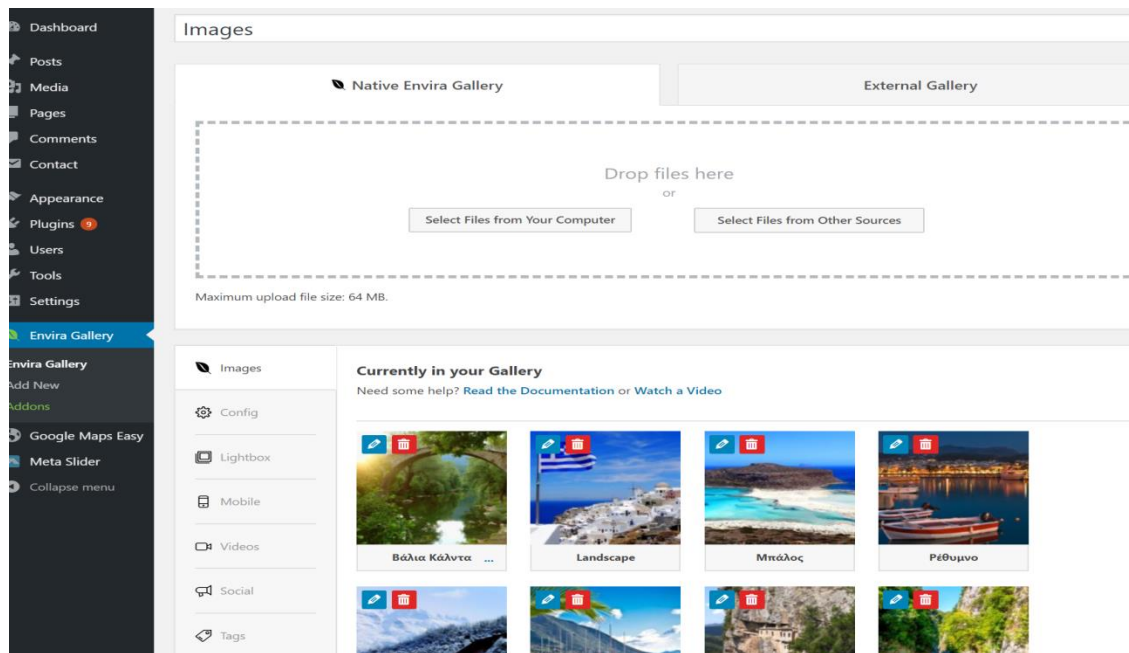 Dashboard
Posts
Media
Pages
Comments
Contact
Appearance
Plugins 9
Users
Tools
Settings
Envira Gallery
Envira Gallery
Add New
Addons
Google Maps Easy
Meta Slider
Collapse menu
Images
Native Envira Gallery
External Gallery
Drop files here
or
Select Files from Your Computer
Select Files from Other Sources
Maximum upload file size: 64 MB.
Images
Config
Lightbox
Mobile
Videos
Social
Tags
Currently in your Gallery
Need some help? Read the Documentation or Watch a Video
Βάλια Κάλντα ...
Landscape
Μπάλος
Ρέθυμνο